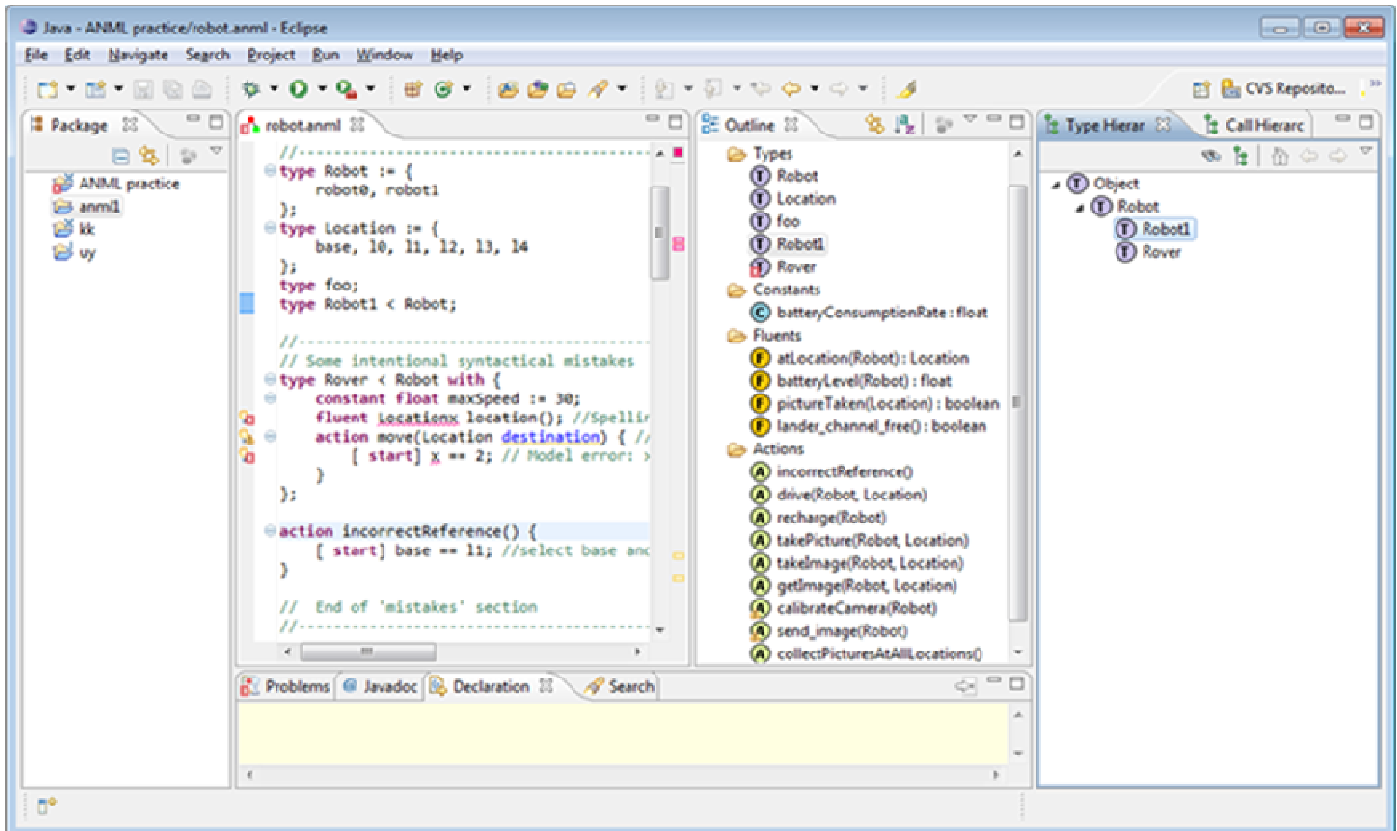 Java - ANML practice/robot.anml - Eclipse
File Edit Navigate Search Project Run Window Help
CVS Reposito...
Package
ANML practice
anml1
kk
uy
robot.anml
//--------------------------------------------
type Robot := {
robot0, robot1
};
type Location := {
base, l0, l1, l2, l3, l4
};
type foo;
type Robot1 < Robot;
//--------------------------------------------
// Some intentional syntactical mistakes
type Rover < Robot with {
constant float maxSpeed := 30;
fluent Locationx location(); //Spellin
action move(Location destination) { //
[ start] x == 2; // Model error: x
}
};
action incorrectReference() {
[ start] base == l1; //select base and
}
// End of 'mistakes' section
//--------------------------------------------
Outline
Types
Robot
Location
foo
Robot1
Rover
Constants
batteryConsumptionRate : float
Fluents
atLocation(Robot) : Location
batteryLevel(Robot) : float
pictureTaken(Location) : boolean
lander_channel_free() : boolean
Actions
incorrectReference()
drive(Robot, Location)
recharge(Robot)
takePicture(Robot, Location)
takeImage(Robot, Location)
getImage(Robot, Location)
calibrateCamera(Robot)
send_image(Robot)
collectPicturesAtAllLocations()
Type Hierar Call Hierarc
Object
Robot
Robot1
Rover
Problems Javadoc Declaration Search